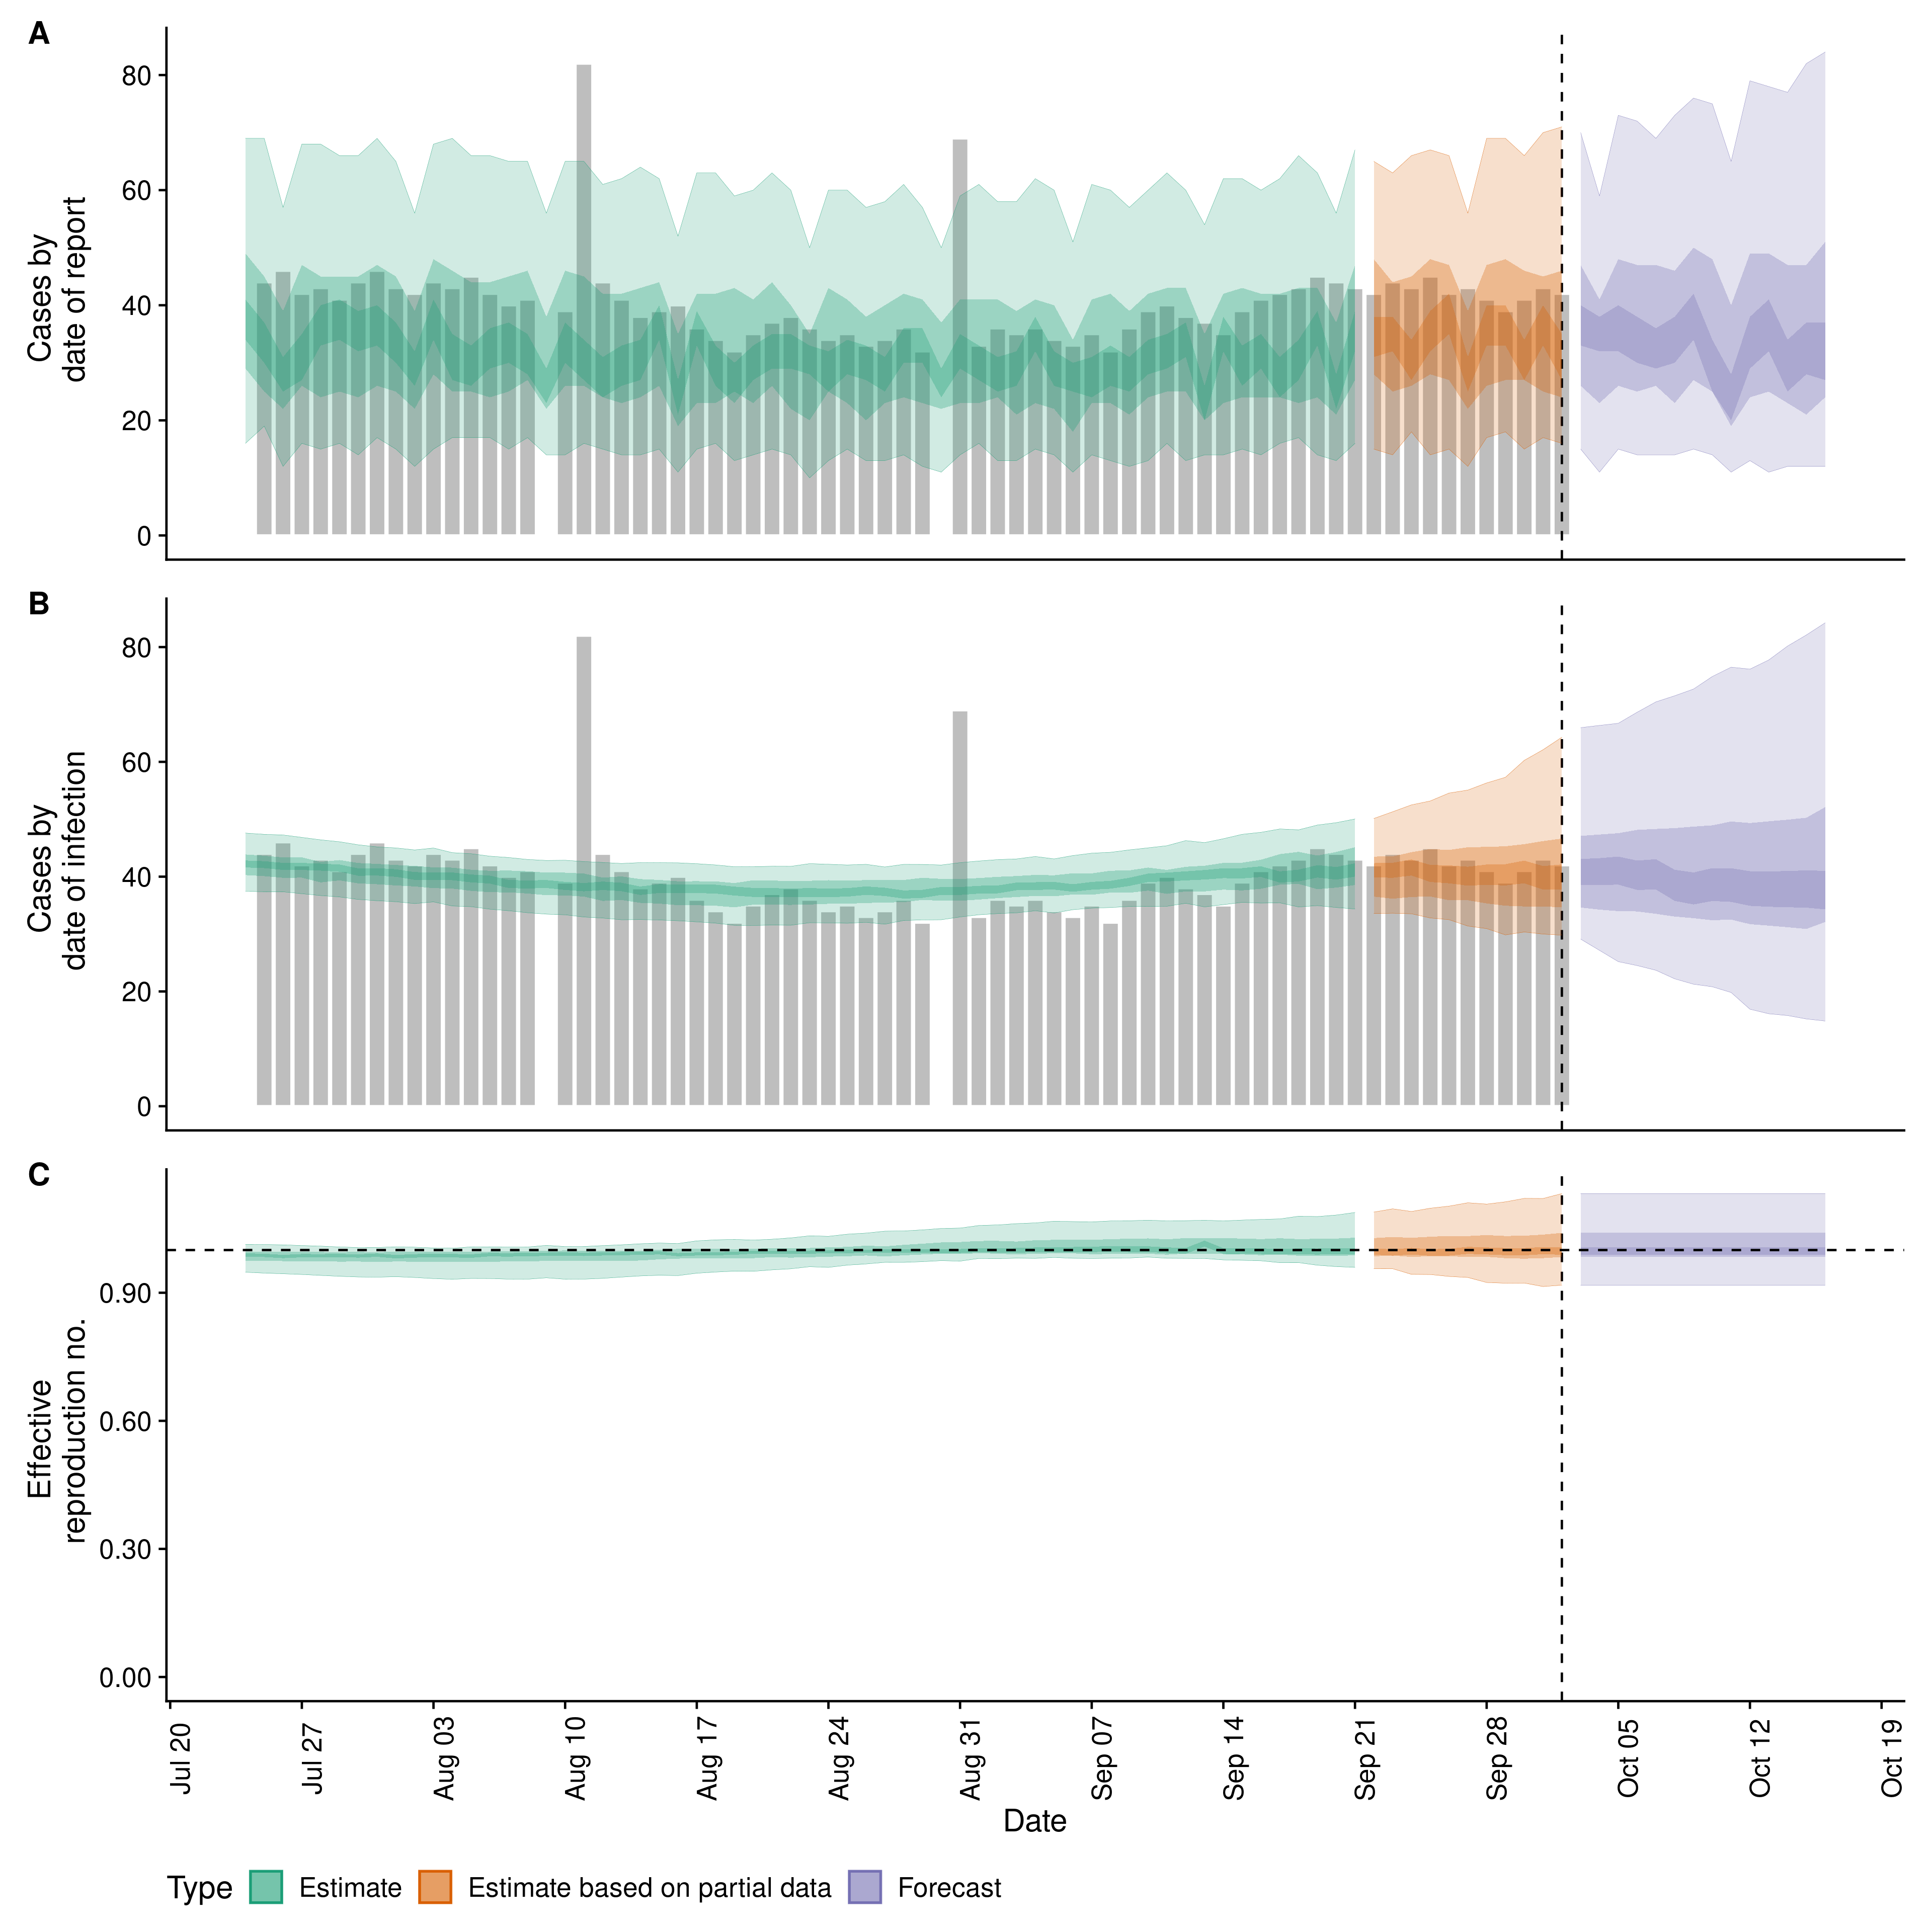 A
80
60
40
20
0
Cases by
date of report
B
80
60
40
20
0
Cases by
date of infection
C
0.90
0.60
0.30
0.00
Effective
reproduction no.
Jul 20
Jul 27
Aug 03
Aug 10
Aug 17
Aug 24
Aug 31
Sep 07
Sep 14
Sep 21
Sep 28
Oct 05
Oct 12
Oct 19
Date
Type Estimate Estimate based on partial data Forecast